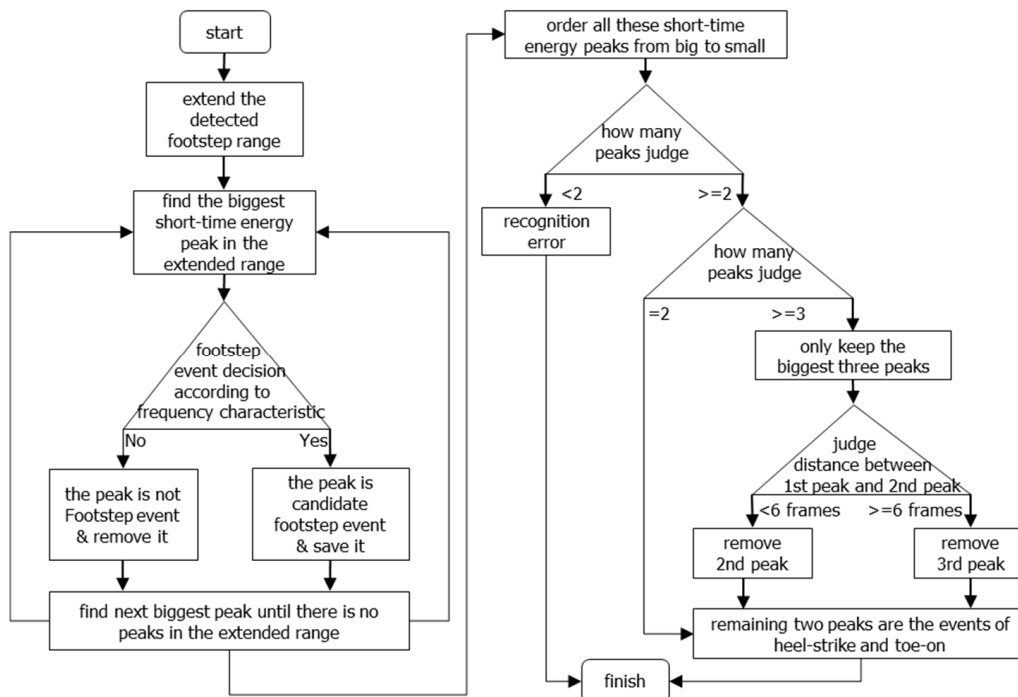 start
extend the
detected
footstep range
find the biggest
short-time energy
peak in the
extended range
footstep
event decision
according to
frequency characteristic
No
Yes
the peak is not
Footstep event
& remove it
the peak is
candidate
footstep event
& save it
find next biggest peak until there is no
peaks in the extended range
order all these short-time
energy peaks from big to small
how many
peaks judge
<2
>=2
recognition
error
how many
peaks judge
=2
>=3
only keep the
biggest three peaks
judge
distance between
1st peak and 2nd peak
<6 frames
>=6 frames
remove
2nd peak
remove
3rd peak
remaining two peaks are the events of
heel-strike and toe-on
finish